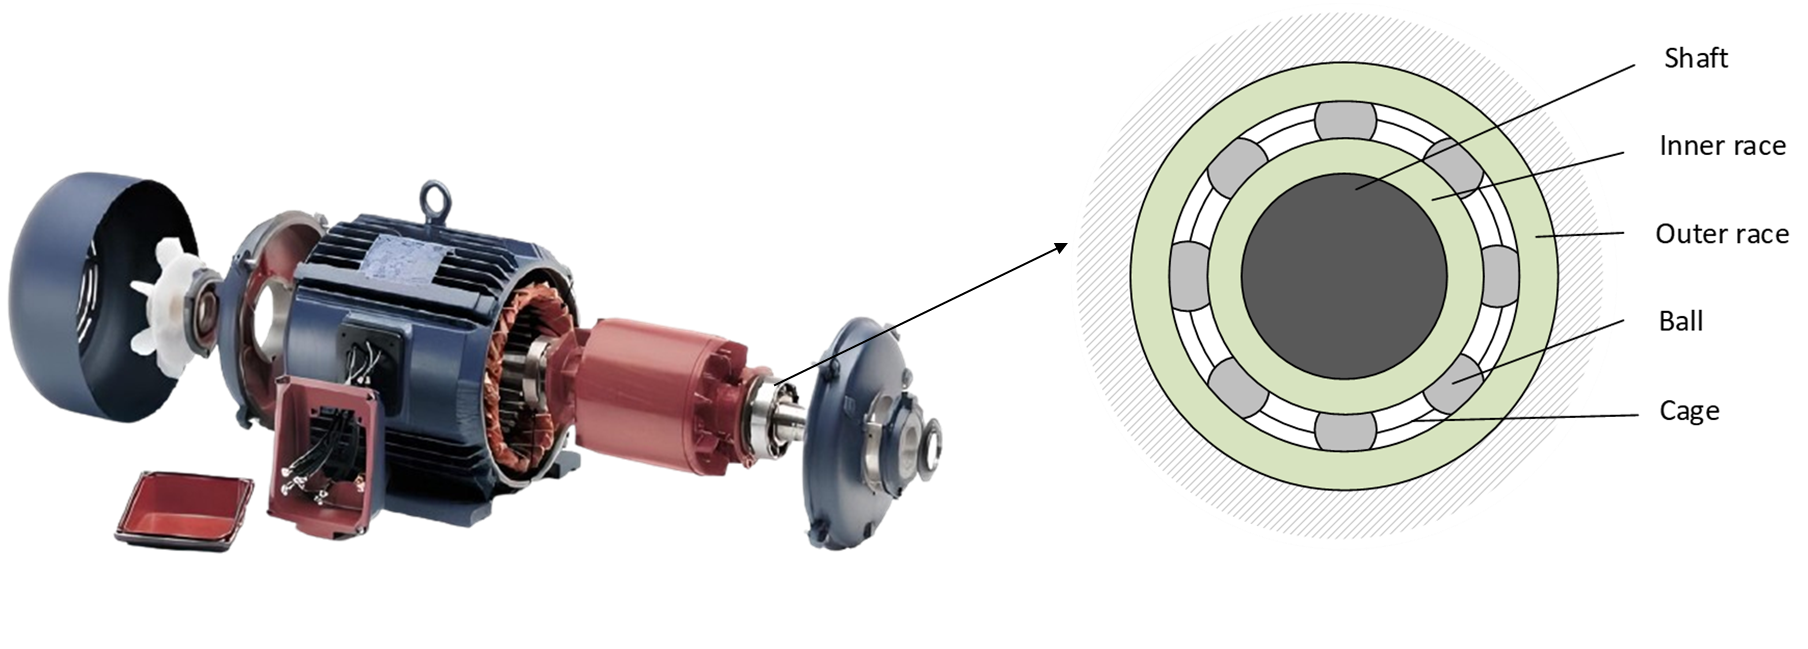 Shaft
Inner race
Outer race
Ball
Cage